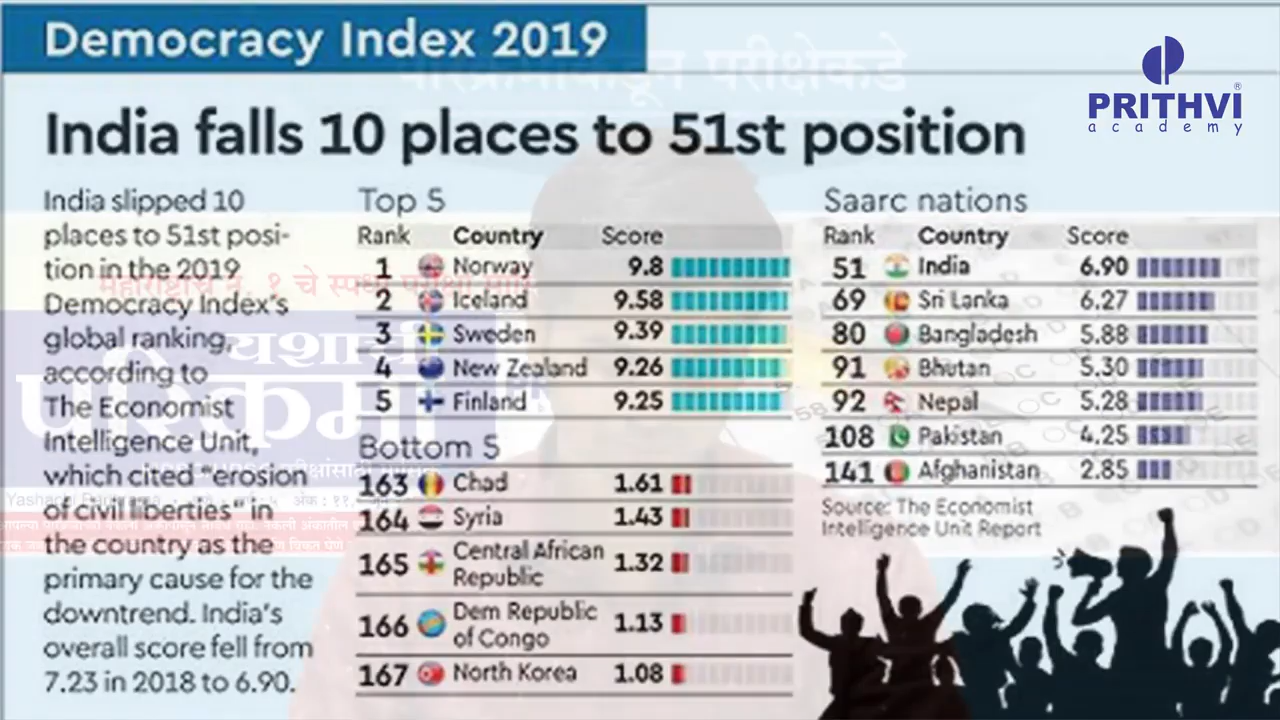 Democracy Index 2019
PRITHVI
academy
India falls 10 places to 51st position
India slipped 10
places to 51st posi-
tion in the 2019
Democracy Index's
global ranking,
according to
The Economist
Intelligence Unit,
which cited "erosion
of civil liberties" in
the country as the
primary cause for the
downtrend. India's
overall score fell from
7.23 in 2018 to 6.90.
Top 5
Rank Country Score
1 Norway 9.8
2 Iceland 9.58
3 Sweden 9.39
4 New Zealand 9.26
5 Finland 9.25
Bottom 5
163 Chad 1.61
164 Syria 1.43
165 Central African
Republic 1.32
166 Dem Republic
of Congo 1.13
167 North Korea 1.08
Saarc nations
Rank Country Score
51 India 6.90
69 Sri Lanka 6.27
80 Bangladesh 5.88
91 Bhutan 5.30
92 Nepal 5.28
108 Pakistan 4.25
141 Afghanistan 2.85
Source: The Economist
Intelligence Unit Report
परीक्षेकडे
यशाची
परिक्रमा